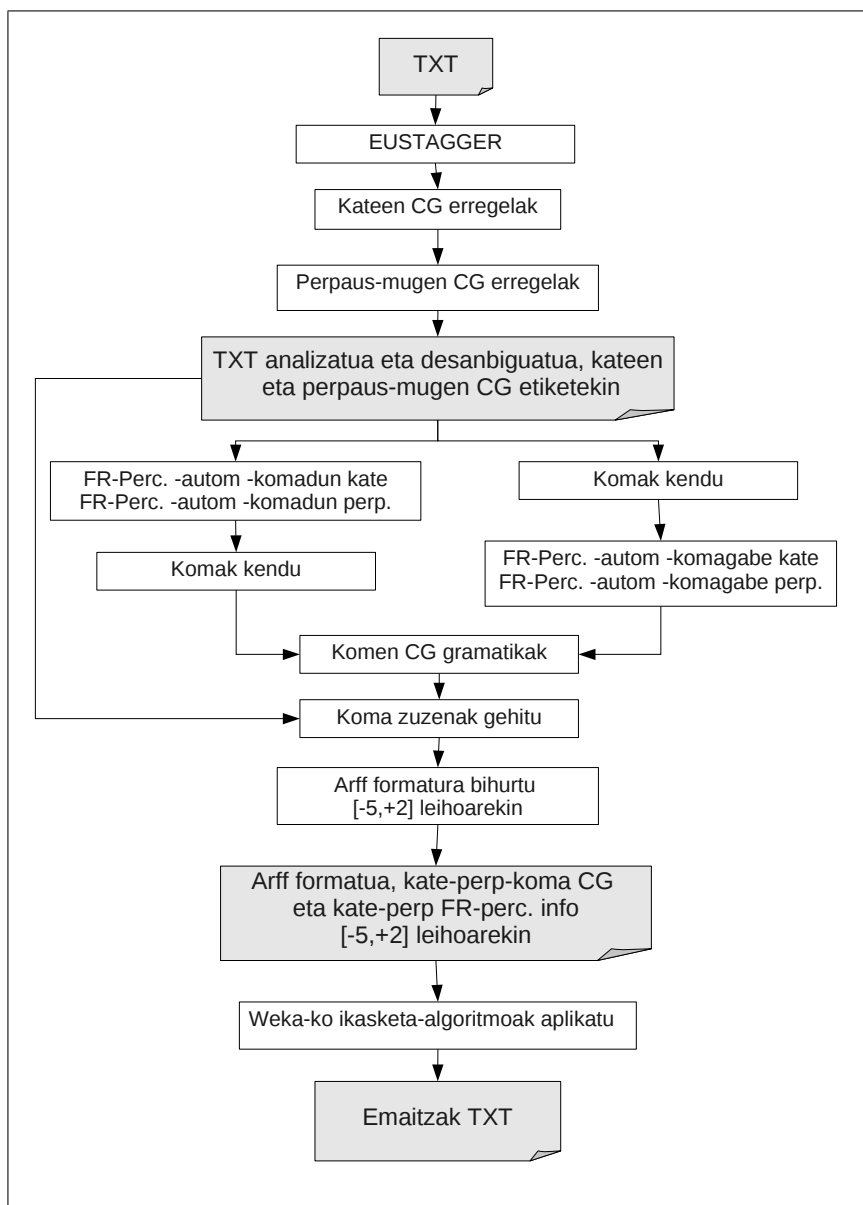 TXT
EUSTAGGER
Kateen CG erregelak
Perpaus-mugen CG erregelak
TXT analizatua eta desanbiguatua, kateen
eta perpaus-mugen CG etiketekin
FR-Perc. -autom -komadun kate
FR-Perc. -autom -komadun perp.
Komak kendu
Komak kendu
FR-Perc. -autom -komagabe kate
FR-Perc. -autom -komagabe perp.
Komen CG gramatikak
Koma zuzenak gehitu
Arff formatura bihurtu
[-5,+2] leihoarekin
Arff formatua, kate-perp-koma CG
eta kate-perp FR-perc. info
[-5,+2] leihoarekin
Weka-ko ikasketa-algoritmoak aplikatu
Emaitzak TXT